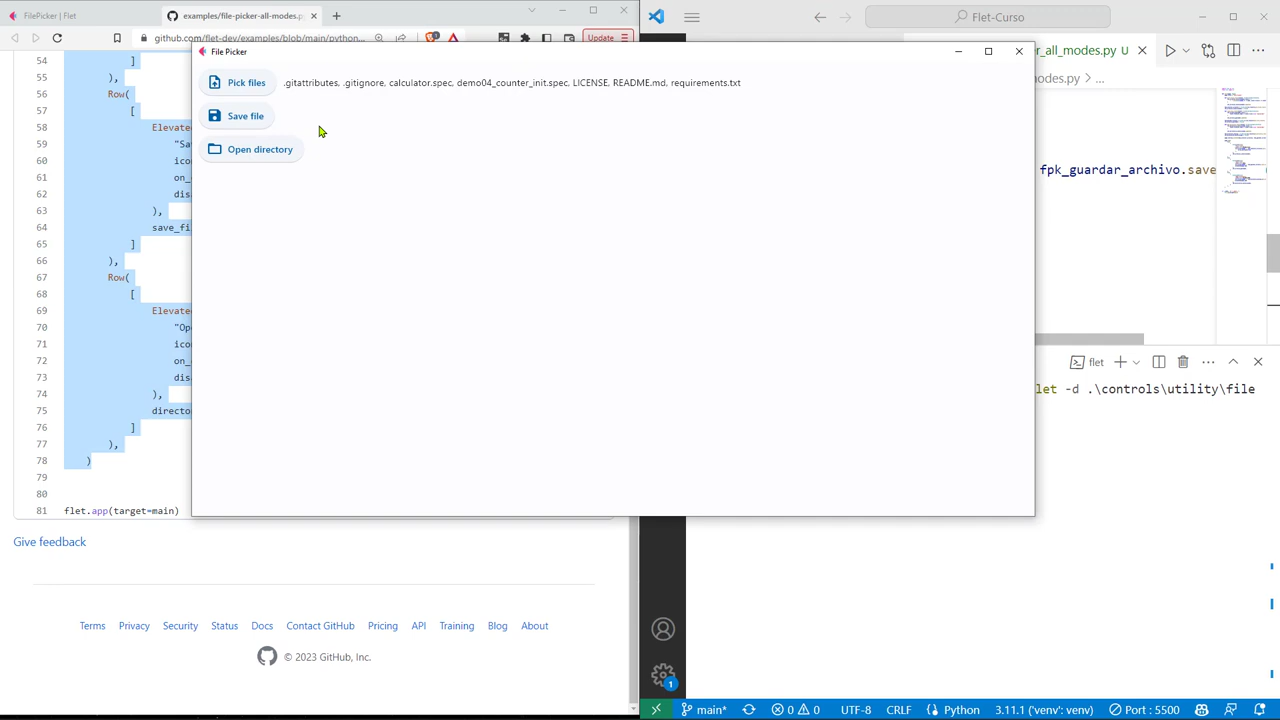 FilePicker | Flet
examples/file-picker-all-modes.py
github.com/flet-dev/examples/blob/main/python
Update
54 ]
55 ),
56 Row(
57 [
58 Elevated
59 "Sa
60 ico
61 on_
62 dis
63 ),
64 save_fi
65 ]
66 ),
67 Row(
68 [
69 Elevate
70 "Op
71 ico
72 on_
73 dis
74 ),
75 directo
76 ]
77 ),
78 )
79
80
81 flet.app(target=main)
Give feedback
Terms Privacy Security Status Docs Contact GitHub Pricing API Training Blog About
© 2023 GitHub, Inc.
File Picker
Pick files .gitattributes, .gitignore, calculator.spec, demo04_counter_init.spec, LICENSE, README.md, requirements.txt
Save file
Open directory
Flet-Curso
er_all_modes.py U
modes.py > ...
fpk_guardar_archivo.save
flet
let -d .\controls\utility\file
1
main* 0 0 UTF-8 CRLF Python 3.11.1 ('venv': venv) Port : 5500